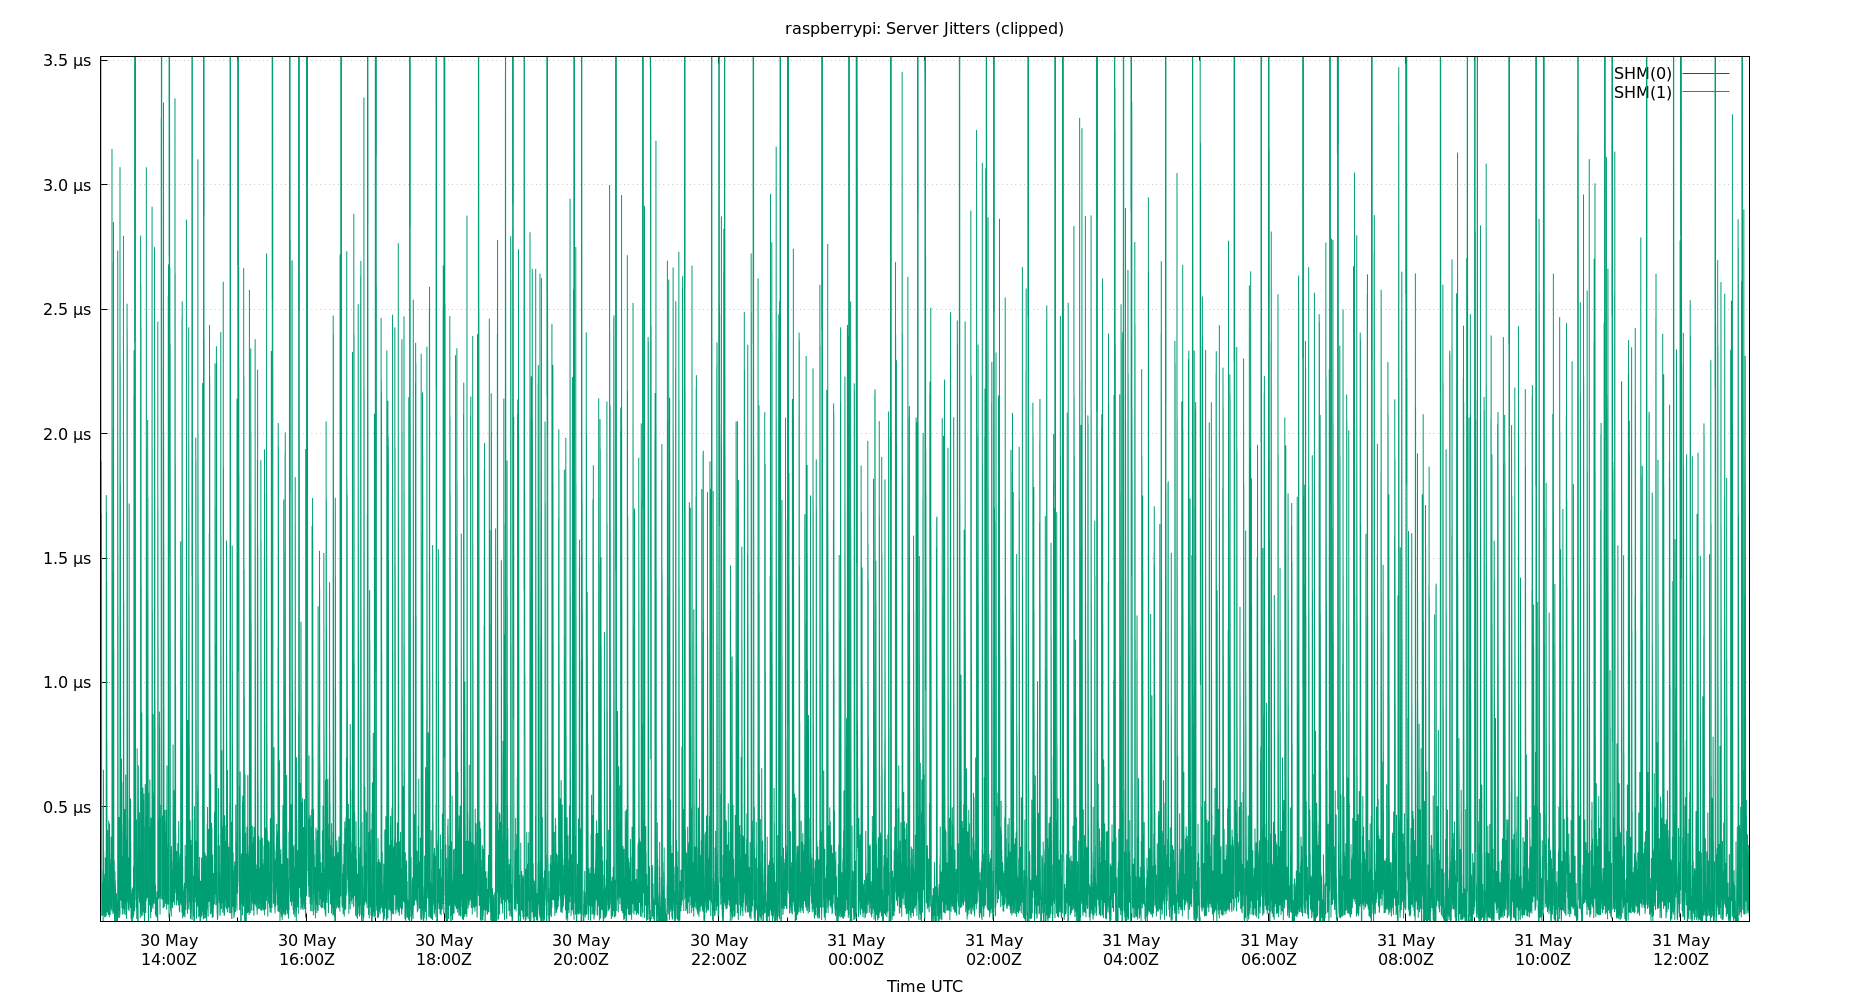 raspberrypi: Server Jitters (clipped)
3.5 µs
3.0 µs
2.5 µs
2.0 µs
1.5 µs
1.0 µs
0.5 µs
SHM(0)
SHM(1)
30 May 30 May 30 May 30 May 30 May 31 May 31 May 31 May 31 May 31 May 31 May 31 May
14:00Z 16:00Z 18:00Z 20:00Z 22:00Z 00:00Z 02:00Z 04:00Z 06:00Z 08:00Z 10:00Z 12:00Z
Time UTC